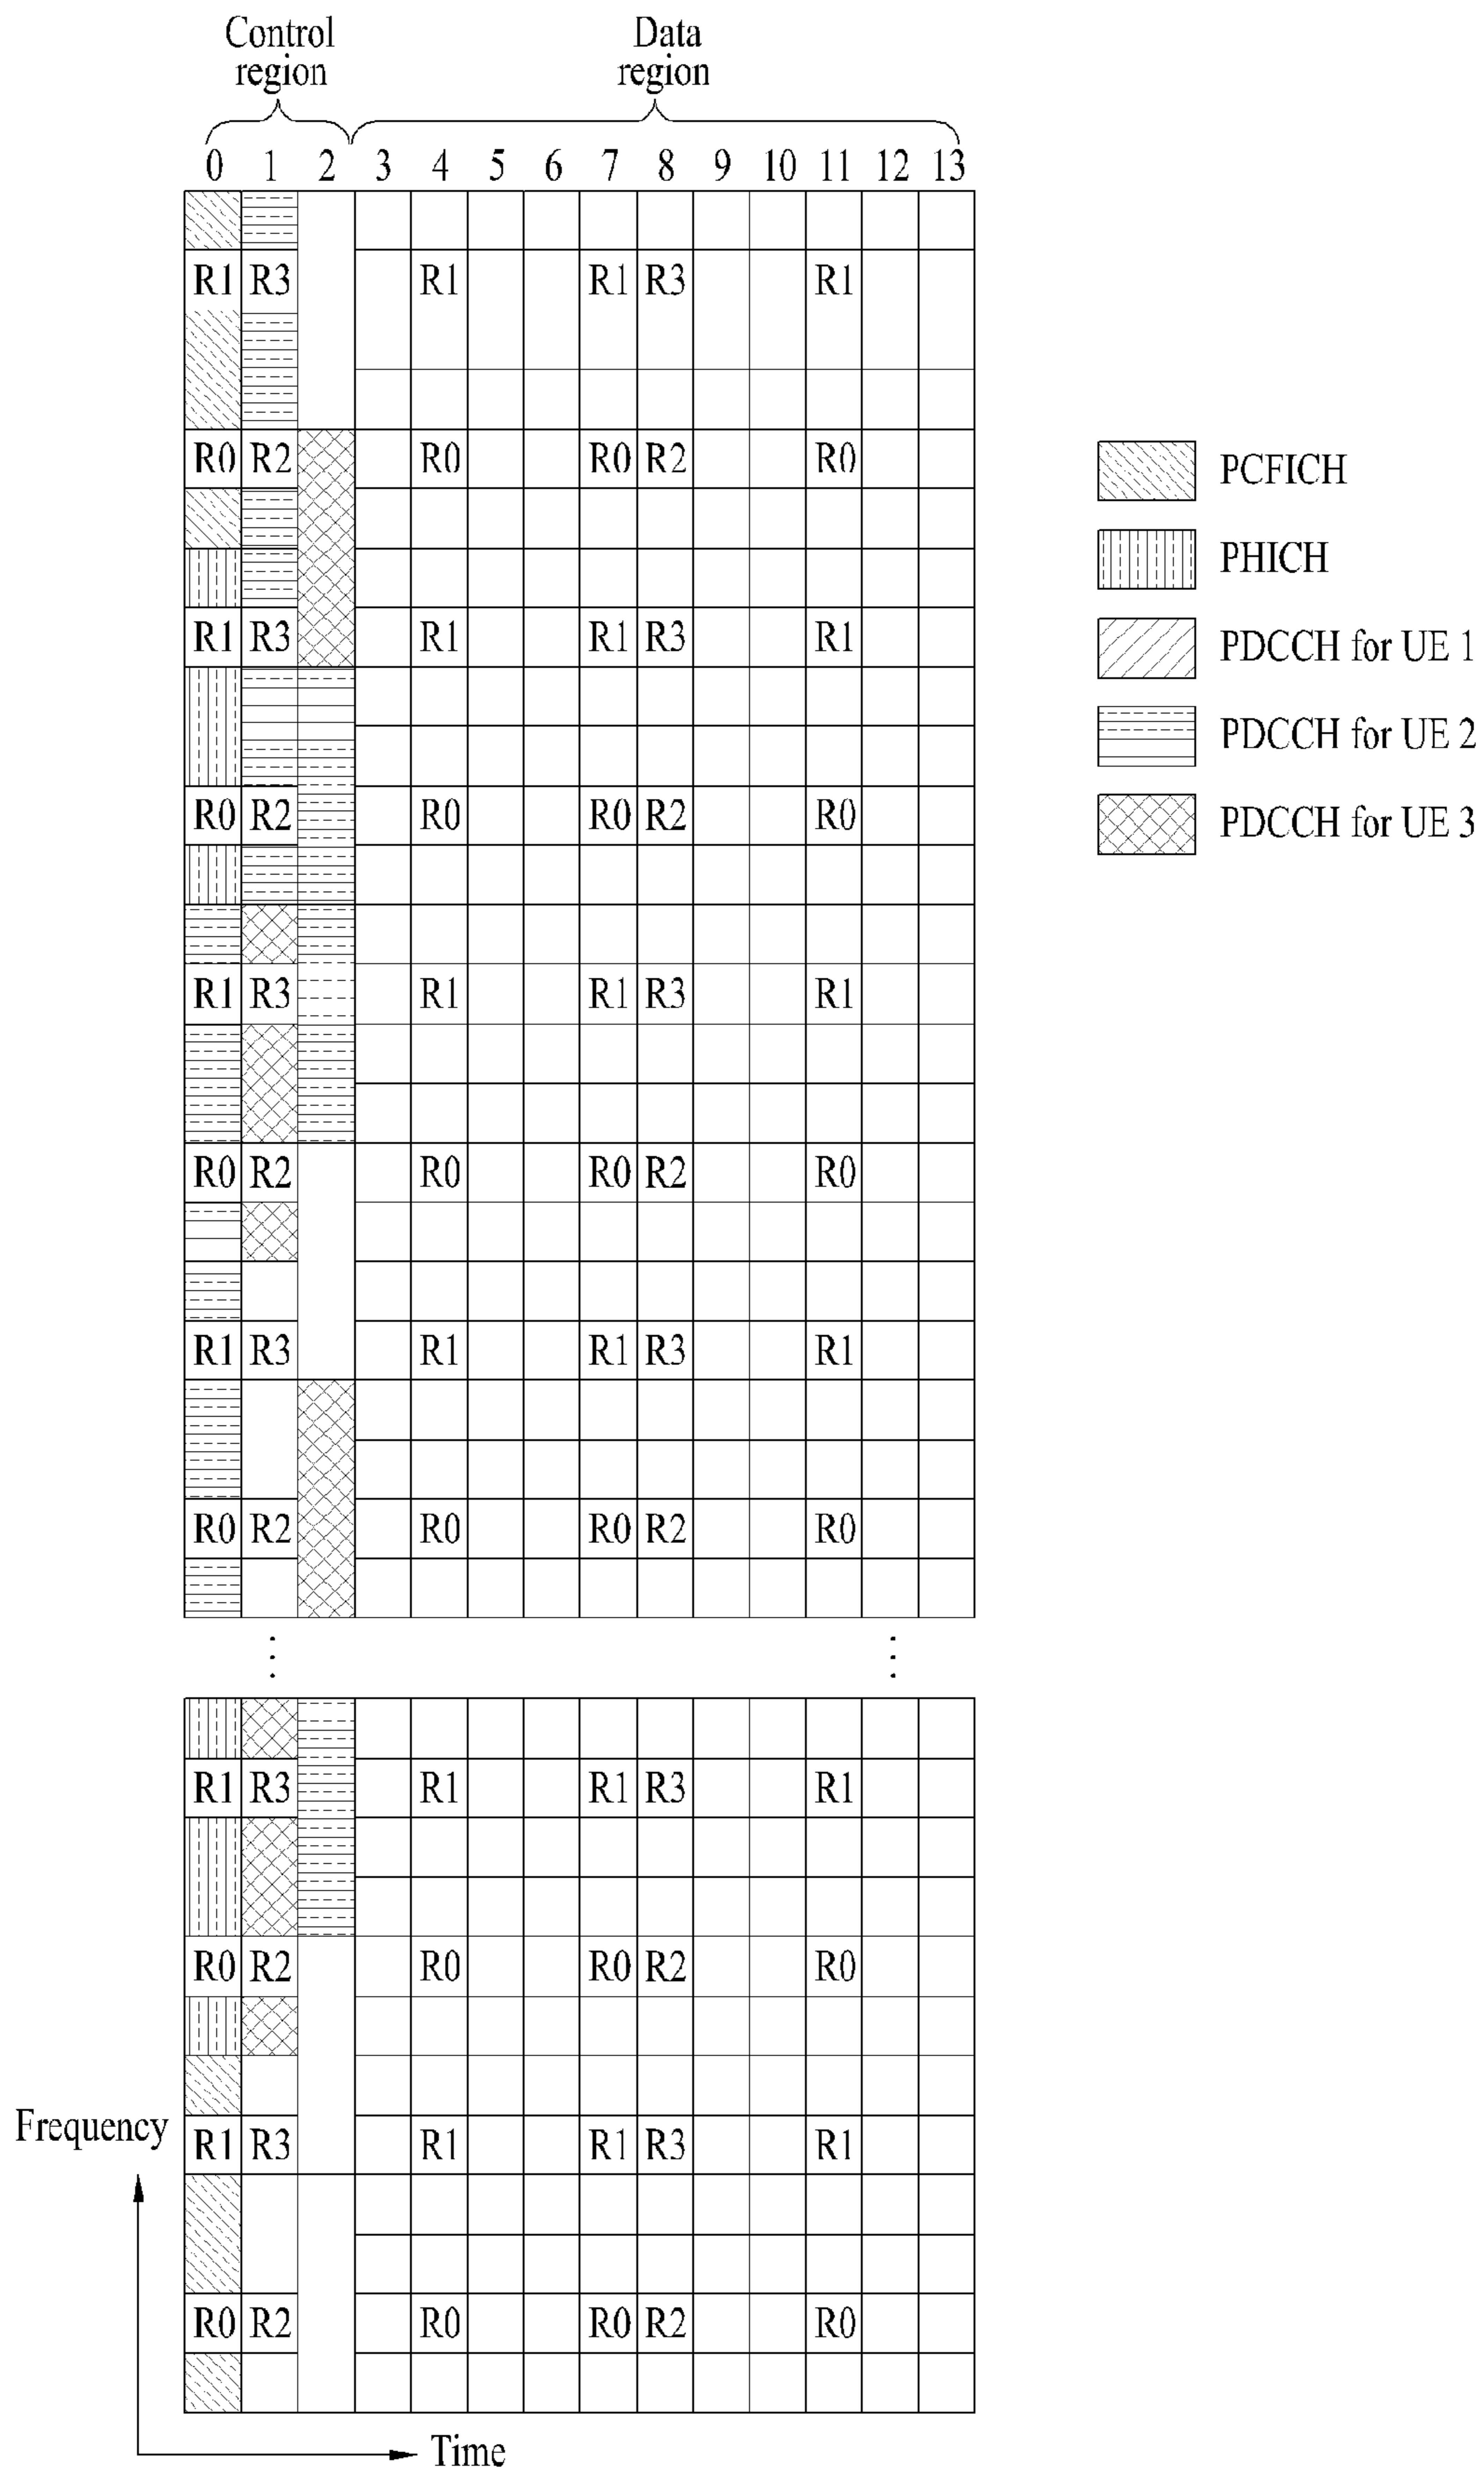 Control region
Data region
0 1 2 3 4 5 6 7 8 9 10 11 12 13
R1 R3 R1 R1 R3 R1
R0 R2 R0 R0 R2 R0
PCFICH
PHICH
R1 R3 R1 R1 R3 R1
PDCCH for UE 1
PDCCH for UE 2
R0 R2 R0 R0 R2 R0
PDCCH for UE 3
R1 R3 R1 R1 R3 R1
R0 R2 R0 R0 R2 R0
R1 R3 R1 R1 R3 R1
R0 R2 R0 R0 R2 R0
R1 R3 R1 R1 R3 R1
R0 R2 R0 R0 R2 R0
Frequency
R1 R3 R1 R1 R3 R1
R0 R2 R0 R0 R2 R0
Time